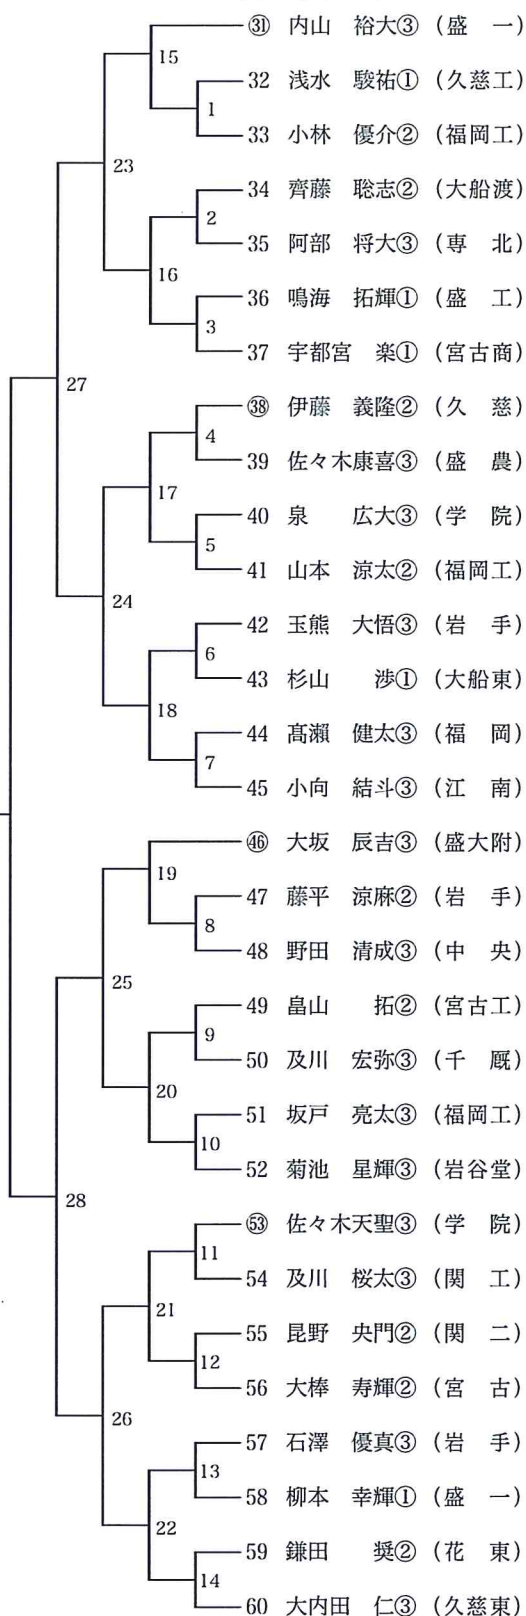 ㉛ 内山 裕大③ (盛 一)
15
32 浅水 駿祐① (久慈工)
1
33 小林 優介② (福岡工)
23
34 齊藤 聡志② (大船渡)
2
35 阿部 将大③ (専 北)
16
36 鳴海 拓輝① (盛 工)
3
37 宇都宮 楽① (宮古商)
27
㊳ 伊藤 義隆② (久 慈)
4
39 佐々木康喜③ (盛 農)
17
40 泉 広大③ (学 院)
5
41 山本 涼太② (福岡工)
24
42 玉熊 大悟③ (岩 手)
6
43 杉山 渉① (大船東)
18
44 髙瀨 健太③ (福 岡)
7
45 小向 結斗③ (江 南)
㊻ 大坂 辰吉③ (盛大附)
19
47 藤平 涼麻② (岩 手)
8
48 野田 清成③ (中 央)
25
49 畠山 拓② (宮古工)
9
50 及川 宏弥③ (千 厩)
20
51 坂戸 亮太③ (福岡工)
10
52 菊池 星輝③ (岩谷堂)
28
㊼ 佐々木天聖③ (学 院)
11
54 及川 桜太③ (関 工)
21
55 昆野 央門② (関 二)
12
56 大棒 寿輝② (宮 古)
26
57 石澤 優真③ (岩 手)
13
58 柳本 幸輝① (盛 一)
22
59 鎌田 奨② (花 東)
14
60 大内田 仁③ (久慈東)